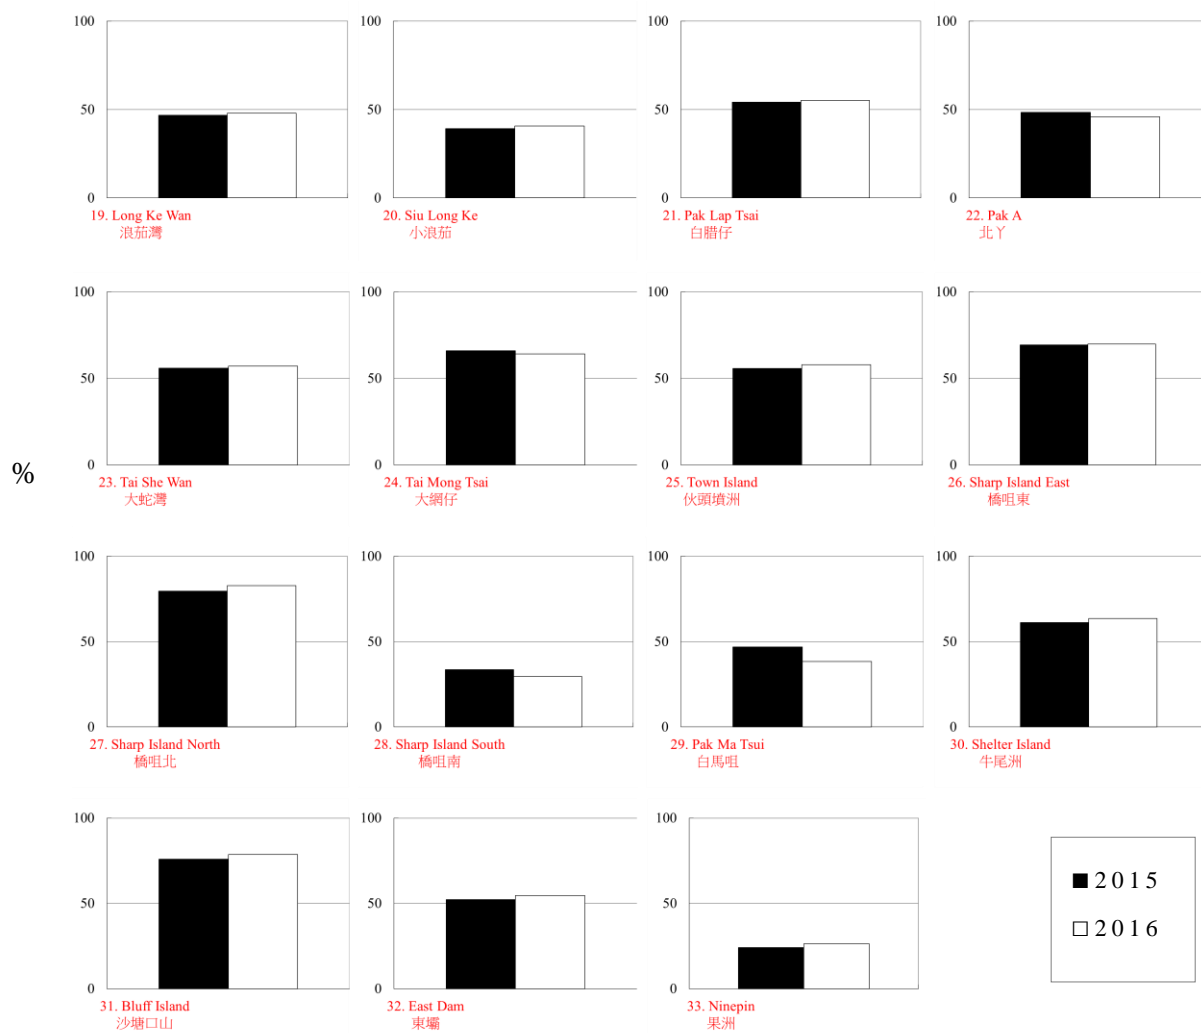 100
50
0
19. Long Ke Wan
浪茄灣
100
50
0
20. Siu Long Ke
小浪茄
100
50
0
21. Pak Lap Tsai
白腊仔
100
50
0
22. Pak A
北丫
%
100
50
0
23. Tai She Wan
大蛇灣
100
50
0
24. Tai Mong Tsai
大網仔
100
50
0
25. Town Island
伙頭墳洲
100
50
0
26. Sharp Island East
橋咀東
100
50
0
27. Sharp Island North
橋咀北
100
50
0
28. Sharp Island South
橋咀南
100
50
0
29. Pak Ma Tsui
白馬咀
100
50
0
30. Shelter Island
牛尾洲
100
50
0
31. Bluff Island
沙塘口山
100
50
0
32. East Dam
東壩
100
50
0
33. Ninepin
果洲
2015
2016